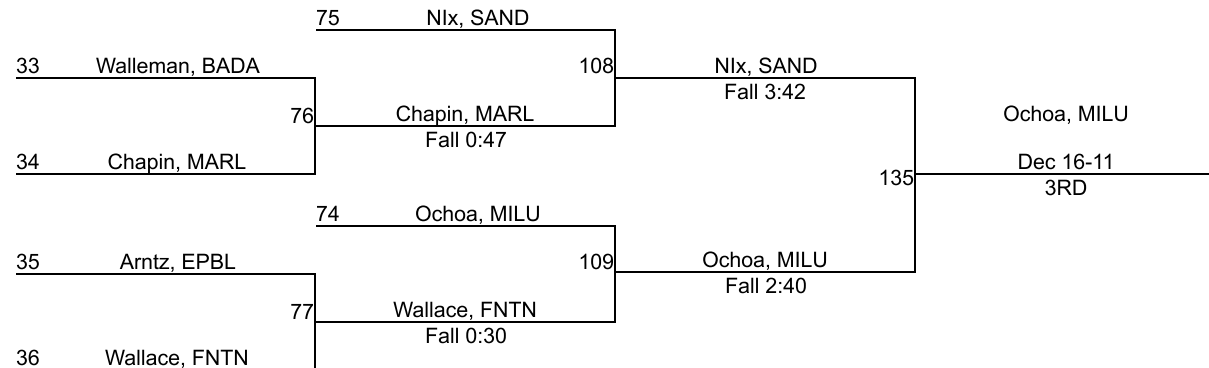 75 NIx, SAND
33 Walleman, BADA
108 NIx, SAND
Fall 3:42
76 Chapin, MARL
Fall 0:47
Ochoa, MILU
34 Chapin, MARL
Dec 16-11
135
3RD
74 Ochoa, MILU
35 Arntz, EPBL
109 Ochoa, MILU
Fall 2:40
77 Wallace, FNTN
Fall 0:30
36 Wallace, FNTN